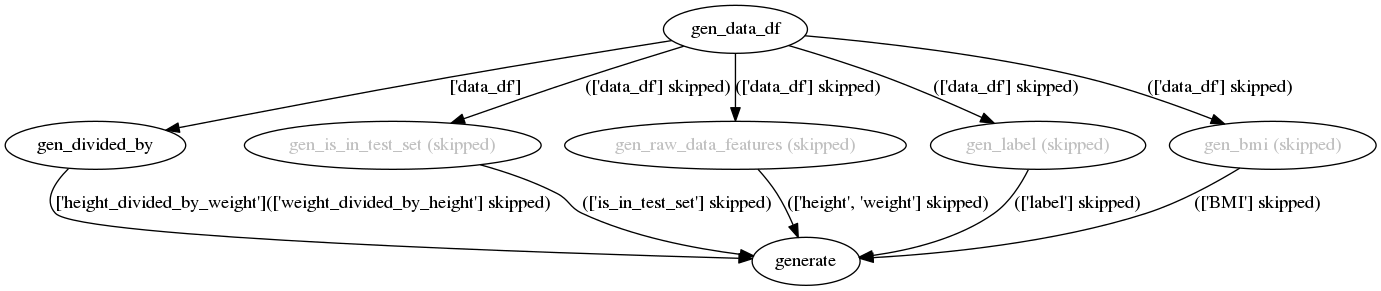 gen_data_df
['data_df']
(['data_df'] skipped)
(['data_df'] skipped)
(['data_df'] skipped)
(['data_df'] skipped)
gen_divided_by
gen_is_in_test_set (skipped)
gen_raw_data_features (skipped)
gen_label (skipped)
gen_bmi (skipped)
['height_divided_by_weight'](['weight_divided_by_height'] skipped)
(['is_in_test_set'] skipped)
(['height', 'weight'] skipped)
(['label'] skipped)
(['BMI'] skipped)
generate